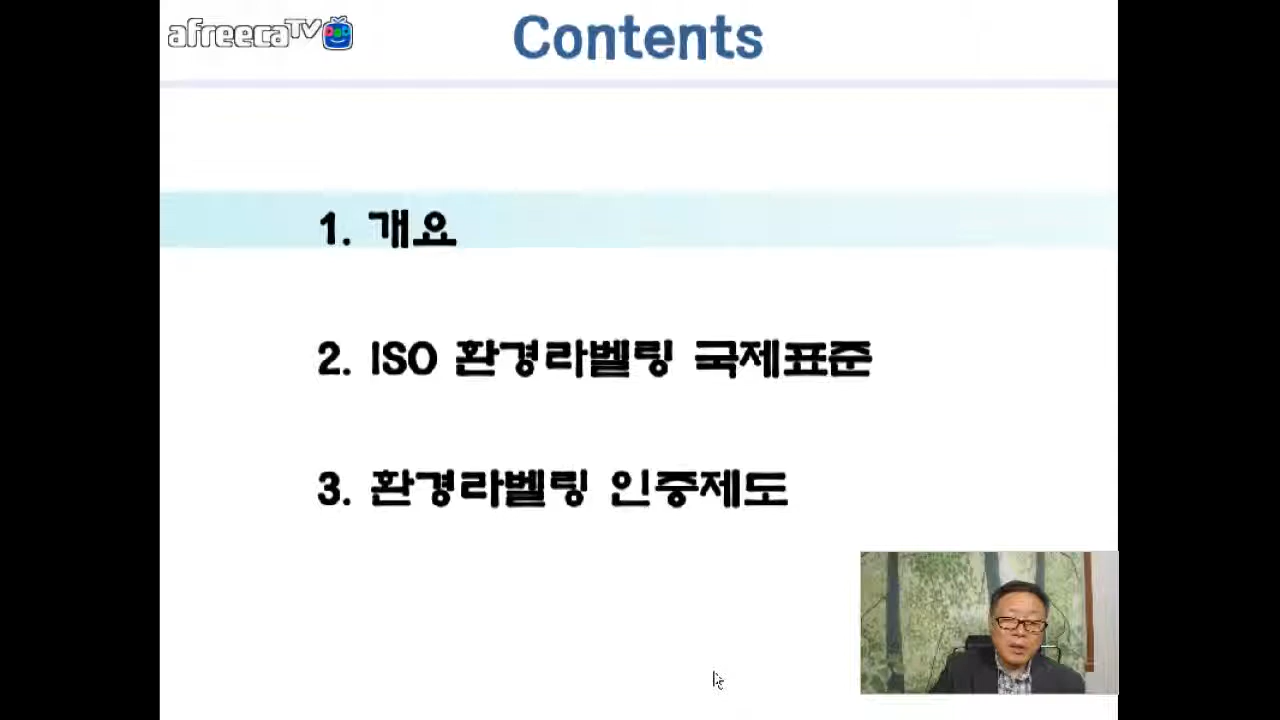 afreecaTV
Contents
1. 개요
2. ISO 환경라벨링 국제표준
3. 환경라벨링 인증제도